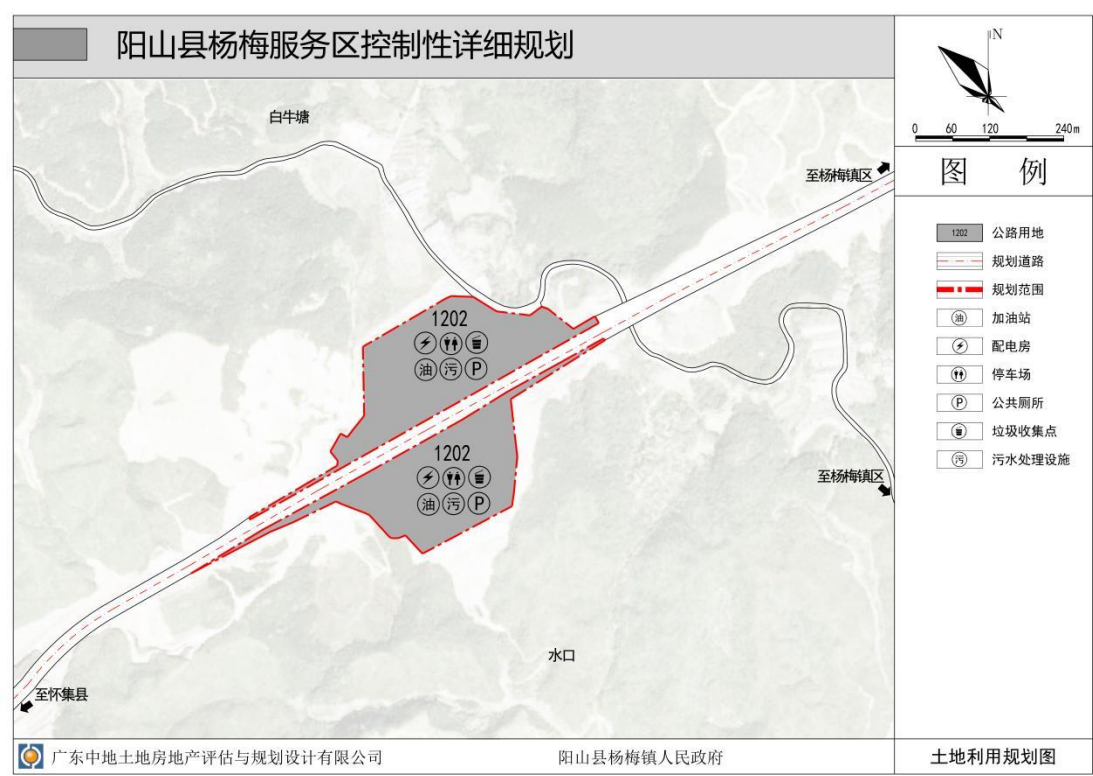 阳山县杨梅服务区控制性详细规划
N
0 60 120 240m
图 例
1202 公路用地
规划道路
规划范围
油 加油站
配电房
停车场
P 公共厕所
垃圾收集点
污 污水处理设施
白牛塘
至杨梅镇区
1202
油 污 P
1202
油 污 P
至杨梅镇区
水口
至怀集县
广东中地土地房地产评估与规划设计有限公司
阳山县杨梅镇人民政府
土地利用规划图